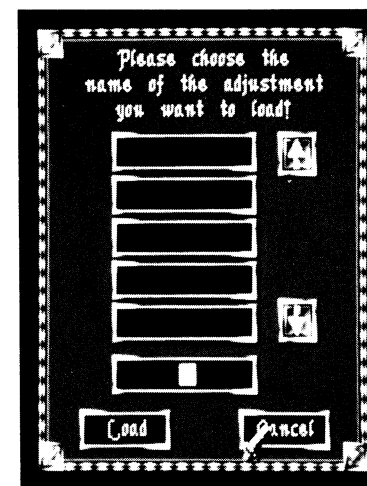 Please choose the
name of the adjustment
you want to load!
Load
Cancel